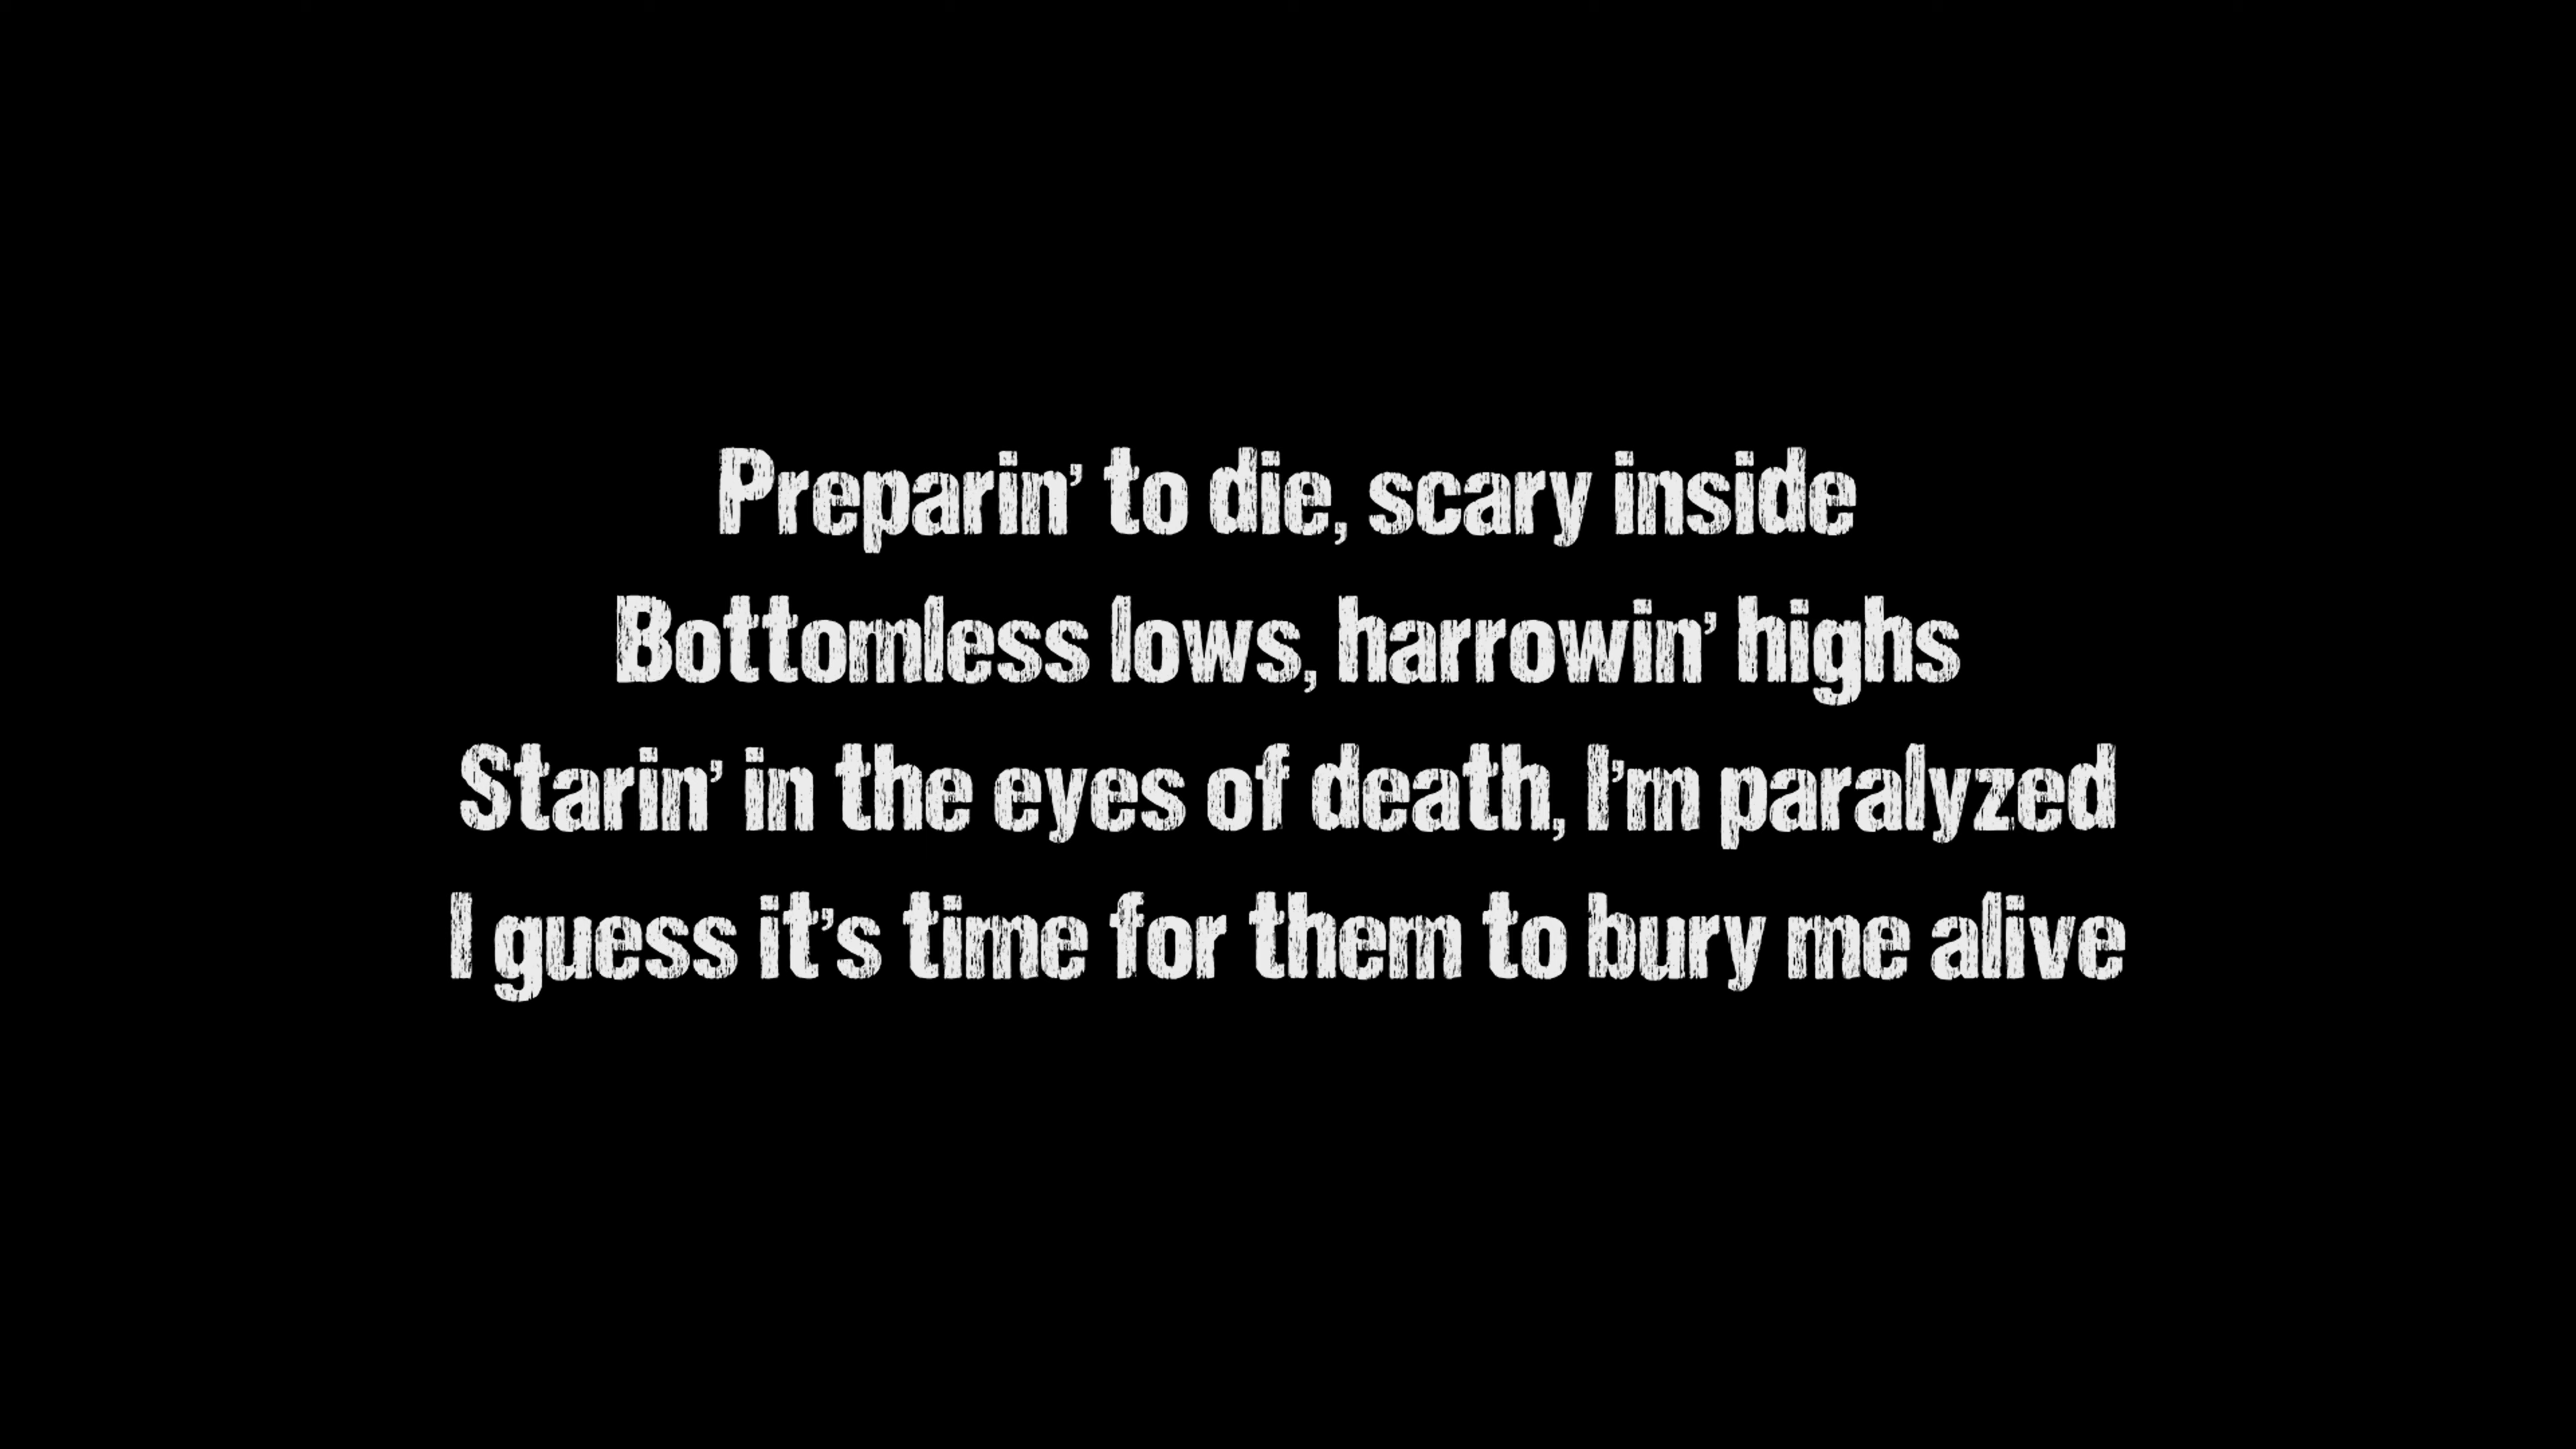 Preparin’ to die, scary inside
Bottomless lows, harrowin’ highs
Starin’ in the eyes of death, I’m paralyzed
I guess it’s time for them to bury me alive